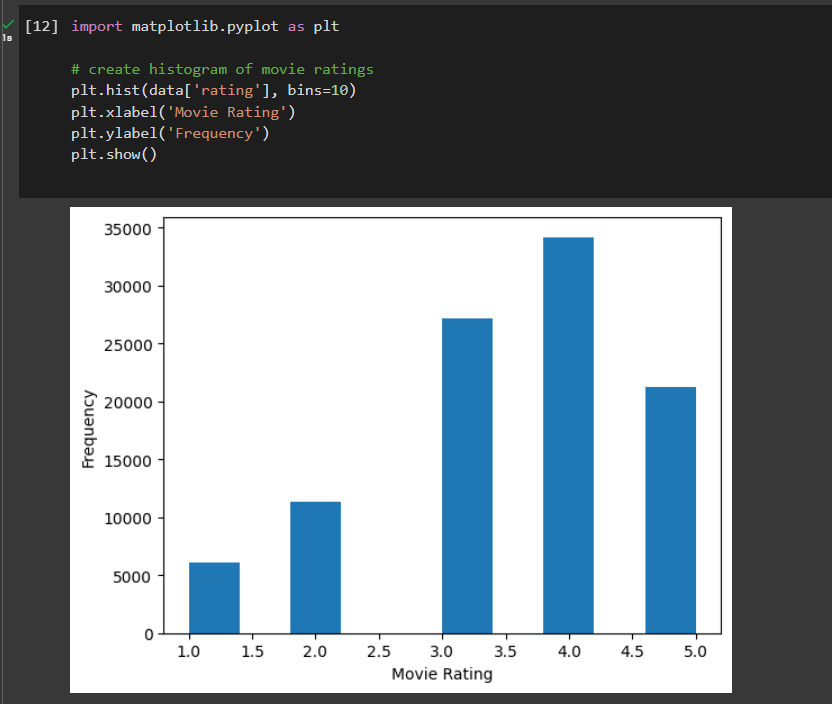 [12] import matplotlib.pyplot as plt
1s
# create histogram of movie ratings
plt.hist(data['rating'], bins=10)
plt.xlabel('Movie Rating')
plt.ylabel('Frequency')
plt.show()
35000
30000
25000
20000
15000
10000
5000
0
Frequency
1.0 1.5 2.0 2.5 3.0 3.5 4.0 4.5 5.0
Movie Rating